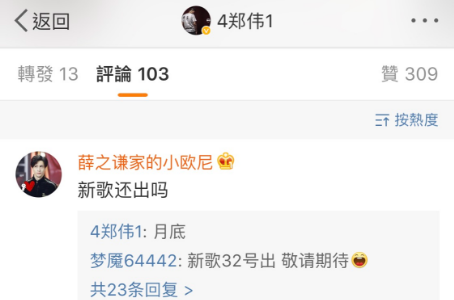 返回
4郑伟1
轉發 13 評論 103 贊 309
按熱度
薛之谦家的小欧尼
新歌还出吗
4郑伟1: 月底
梦魇64442: 新歌32号出 敬请期待
共23条回复 >